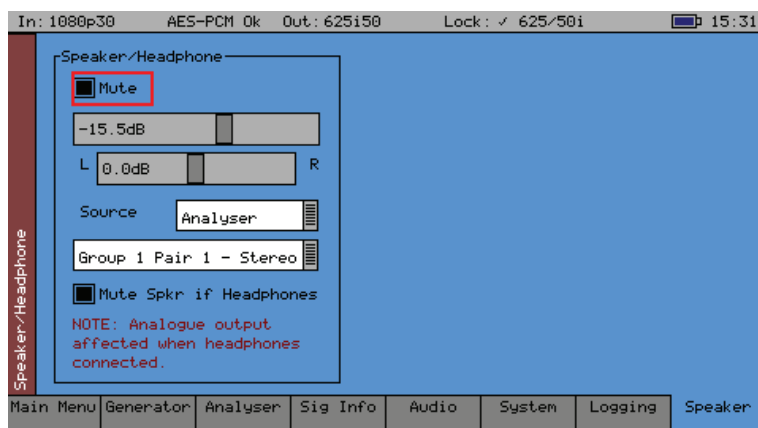 In: 1080p30 AES-PCM Ok Out: 625i50 Lock: ✓ 625/50i 15:31
Speaker/Headphone
Mute
-15.5dB
L 0.0dB R
Source Analyser
Group 1 Pair 1 - Stereo
Mute Spkr if Headphones
NOTE: Analogue output
affected when headphones
connected.
Speaker/Headphone
Main Menu Generator Analyser Sig Info Audio System Logging Speaker